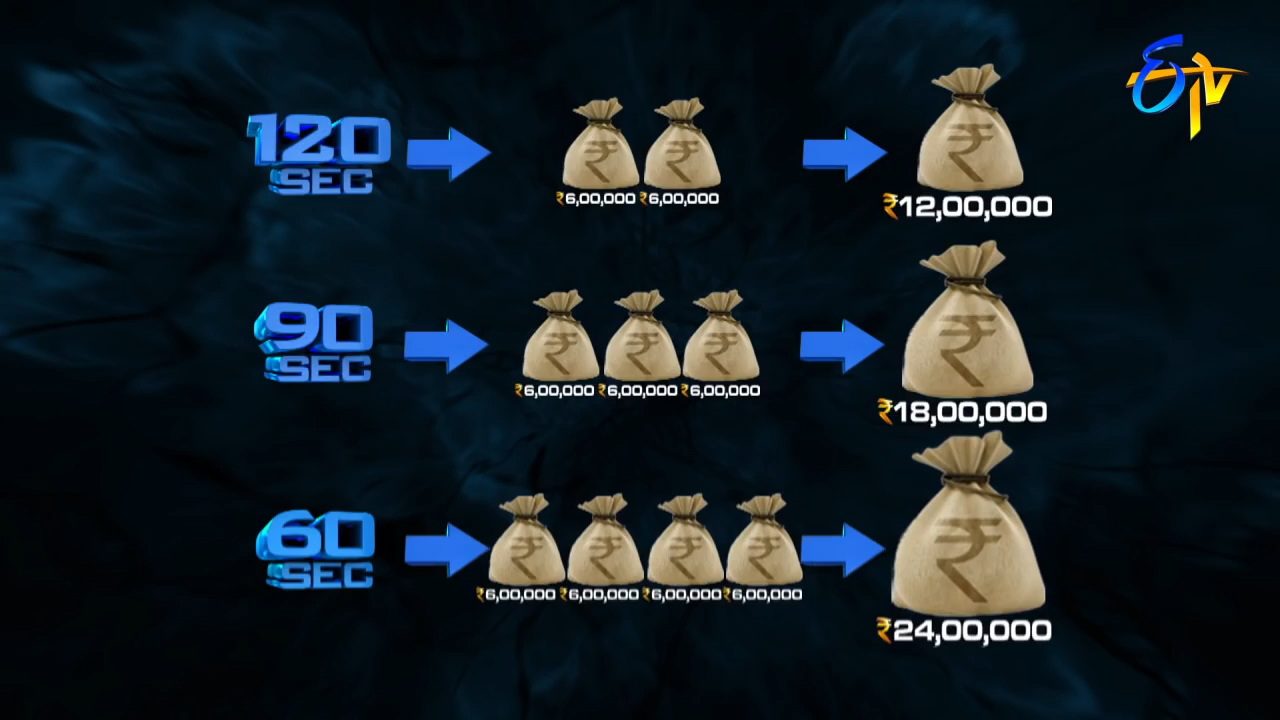 ఈtv
120
SEC
₹6,00,000 ₹6,00,000
₹12,00,000
90
SEC
₹6,00,000 ₹6,00,000 ₹6,00,000
₹18,00,000
60
SEC
₹6,00,000 ₹6,00,000 ₹6,00,000 ₹6,00,000
₹24,00,000